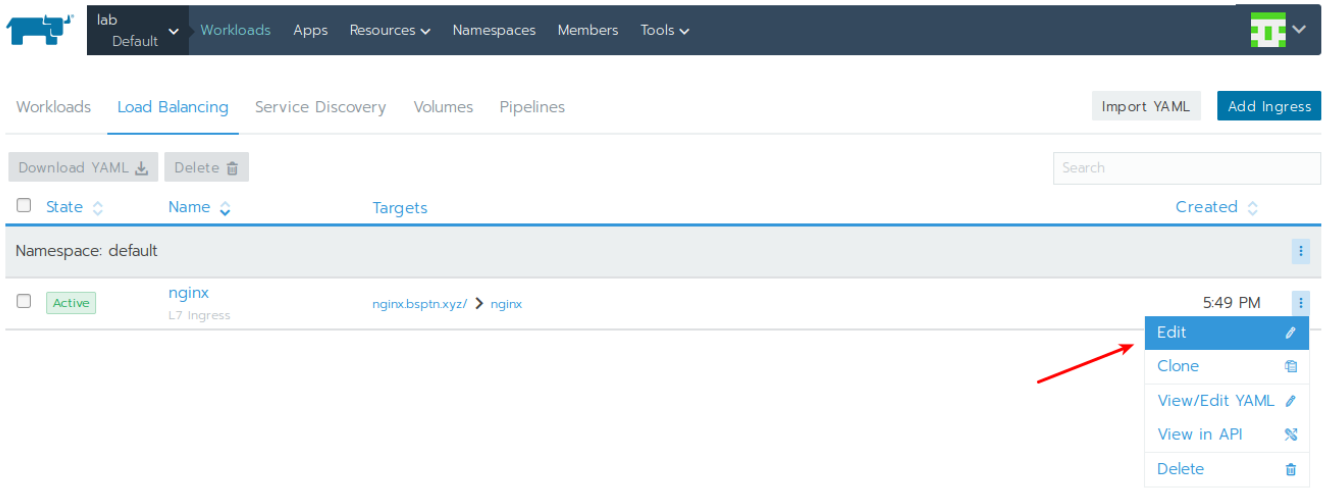 lab
Default
Workloads Apps Resources Namespaces Members Tools
Workloads Load Balancing Service Discovery Volumes Pipelines Import YAML Add Ingress
Download YAML Delete Search
State Name Targets Created
Namespace: default
Active nginx nginx.bsptn.xyz/ nginx 5:49 PM
L7 Ingress
Edit
Clone
View/Edit YAML
View in API
Delete